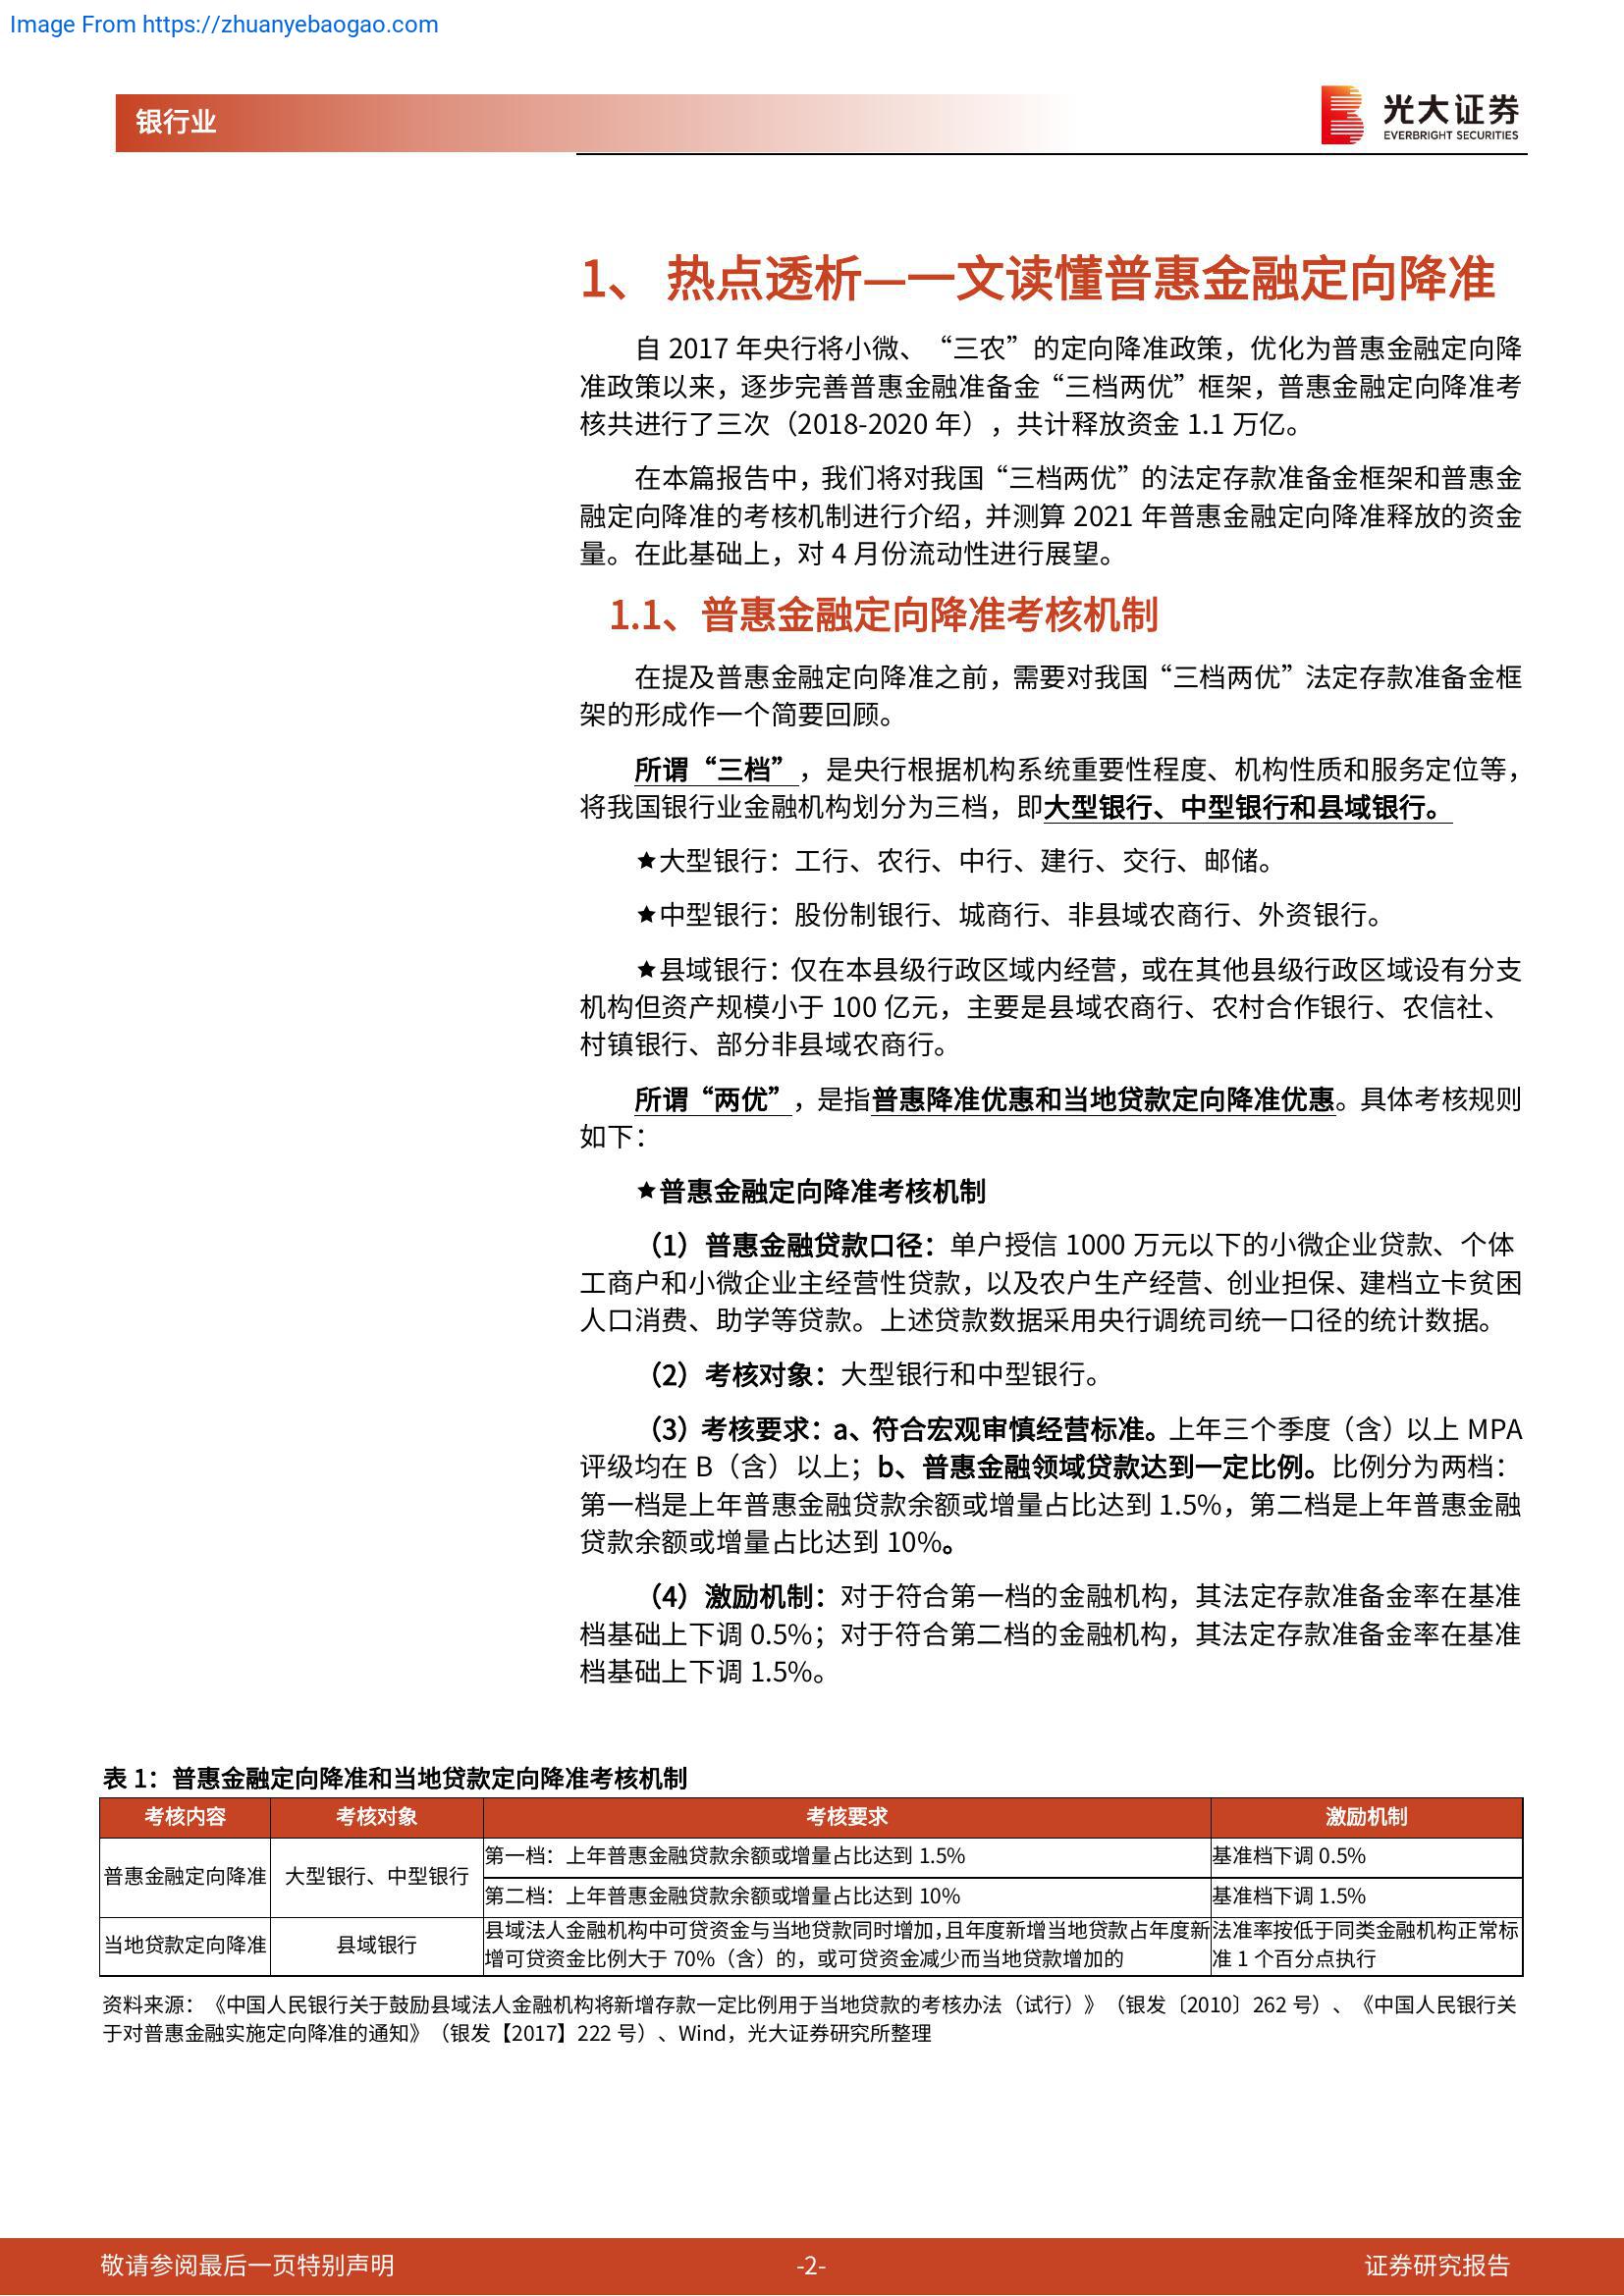 Image From https://zhuanyebaogao.com
银行业
光大证券
EVERBRIGHT SECURITIES
1、 热点透析—一文读懂普惠金融定向降准
自 2017 年央行将小微、“三农”的定向降准政策，优化为普惠金融定向降
准政策以来，逐步完善普惠金融准备金“三档两优”框架，普惠金融定向降准考
核共进行了三次（2018-2020 年），共计释放资金 1.1 万亿。
在本篇报告中，我们将对我国“三档两优”的法定存款准备金框架和普惠金
融定向降准的考核机制进行介绍，并测算 2021 年普惠金融定向降准释放的资金
量。在此基础上，对 4 月份流动性进行展望。
1.1、普惠金融定向降准考核机制
在提及普惠金融定向降准之前，需要对我国“三档两优”法定存款准备金框
架的形成作一个简要回顾。
所谓“三档”，是央行根据机构系统重要性程度、机构性质和服务定位等，
将我国银行业金融机构划分为三档，即大型银行、中型银行和县域银行。
★大型银行：工行、农行、中行、建行、交行、邮储。
★中型银行：股份制银行、城商行、非县域农商行、外资银行。
★县域银行：仅在本县级行政区域内经营，或在其他县级行政区域设有分支
机构但资产规模小于 100 亿元，主要是县域农商行、农村合作银行、农信社、
村镇银行、部分非县域农商行。
所谓“两优”，是指普惠降准优惠和当地贷款定向降准优惠。具体考核规则
如下：
★普惠金融定向降准考核机制
（1）普惠金融贷款口径：单户授信 1000 万元以下的小微企业贷款、个体
工商户和小微企业主经营性贷款，以及农户生产经营、创业担保、建档立卡贫困
人口消费、助学等贷款。上述贷款数据采用央行调统司统一口径的统计数据。
（2）考核对象：大型银行和中型银行。
（3）考核要求：a、符合宏观审慎经营标准。上年三个季度（含）以上 MPA
评级均在 B（含）以上；b、普惠金融领域贷款达到一定比例。比例分为两档：
第一档是上年普惠金融贷款余额或增量占比达到 1.5%，第二档是上年普惠金融
贷款余额或增量占比达到 10%。
（4）激励机制：对于符合第一档的金融机构，其法定存款准备金率在基准
档基础上下调 0.5%；对于符合第二档的金融机构，其法定存款准备金率在基准
档基础上下调 1.5%。
表 1：普惠金融定向降准和当地贷款定向降准考核机制
考核内容 考核对象 考核要求 激励机制
普惠金融定向降准 大型银行、中型银行 第一档：上年普惠金融贷款余额或增量占比达到 1.5% 基准档下调 0.5%
第二档：上年普惠金融贷款余额或增量占比达到 10% 基准档下调 1.5%
当地贷款定向降准 县域银行 县域法人金融机构中可贷资金与当地贷款同时增加，且年度新增当地贷款占年度新 法准率按低于同类金融机构正常标
增可贷资金比例大于 70%（含）的，或可贷资金减少而当地贷款增加的 准 1 个百分点执行
资料来源：《中国人民银行关于鼓励县域法人金融机构将新增存款一定比例用于当地贷款的考核办法（试行）》（银发〔2010〕262 号）、《中国人民银行关
于对普惠金融实施定向降准的通知》（银发【2017】222 号）、Wind，光大证券研究所整理
敬请参阅最后一页特别声明 -2- 证券研究报告